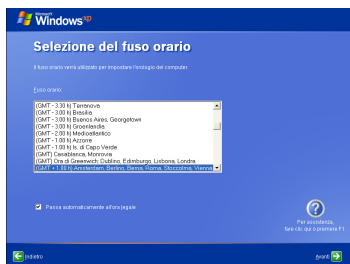 Microsoft
Windows xp
Selezione del fuso orario
Il fuso orario verrà utilizzato per impostare l'orologio del computer.
Fuso orario:
(GMT - 3.30 h) Terranova
(GMT - 3.00 h) Brasilia
(GMT - 3.00 h) Buenos Aires, Georgetown
(GMT - 3.00 h) Groenlandia
(GMT - 2.00 h) Medioatlantico
(GMT - 1.00 h) Azzorre
(GMT - 1.00 h) Is. di Capo Verde
(GMT) Casablanca, Monrovia
(GMT) Ora di Greenwich; Dublino, Edimburgo, Lisbona, Londra
(GMT + 1.00 h) Amsterdam, Berlino, Berna, Roma, Stoccolma, Vienna
Passa automaticamente all'ora legale
Per assistenza,
fare clic qui o premere F1
Indietro
Avanti